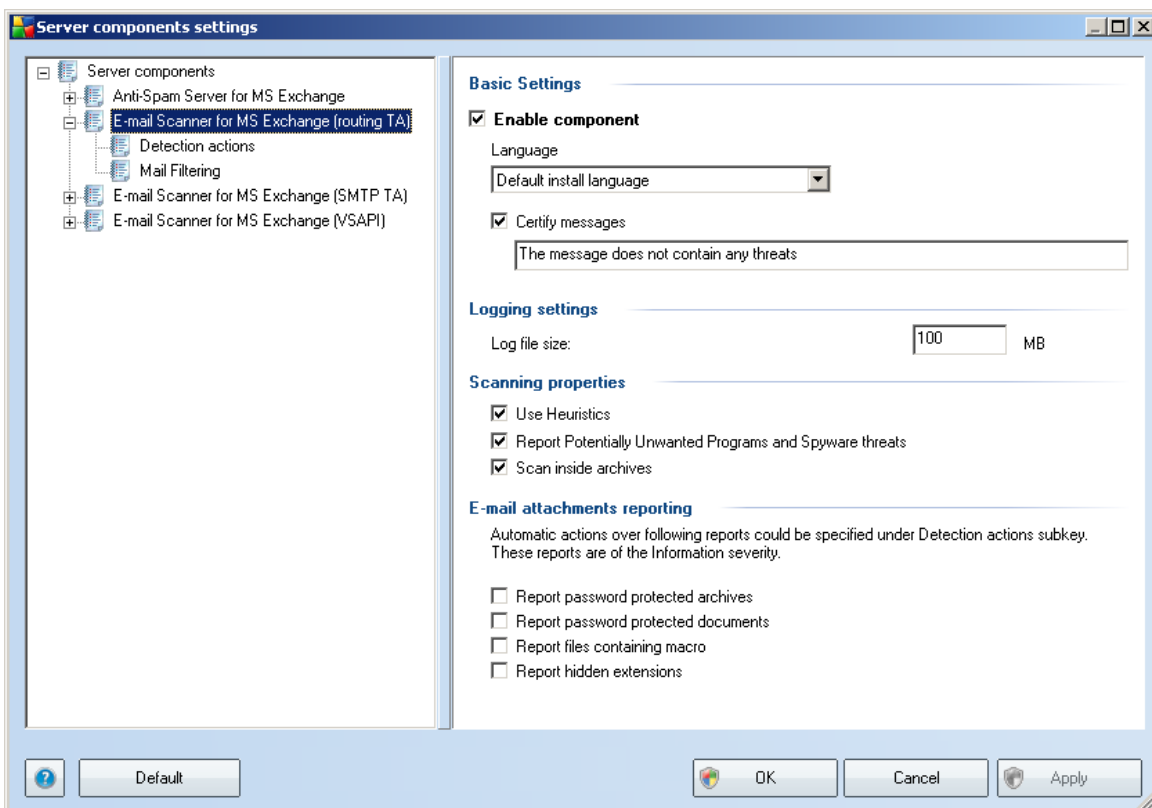 Server components settings
Server components
Anti-Spam Server for MS Exchange
E-mail Scanner for MS Exchange (routing TA)
Detection actions
Mail Filtering
E-mail Scanner for MS Exchange (SMTP TA)
E-mail Scanner for MS Exchange (VSAPI)
Basic Settings
Enable component
Language
Default install language
Certify messages
The message does not contain any threats
Logging settings
Log file size:
100
MB
Scanning properties
Use Heuristics
Report Potentially Unwanted Programs and Spyware threats
Scan inside archives
E-mail attachments reporting
Automatic actions over following reports could be specified under Detection actions subkey.
These reports are of the Information severity.
Report password protected archives
Report password protected documents
Report files containing macro
Report hidden extensions
?
Default
OK
Cancel
Apply